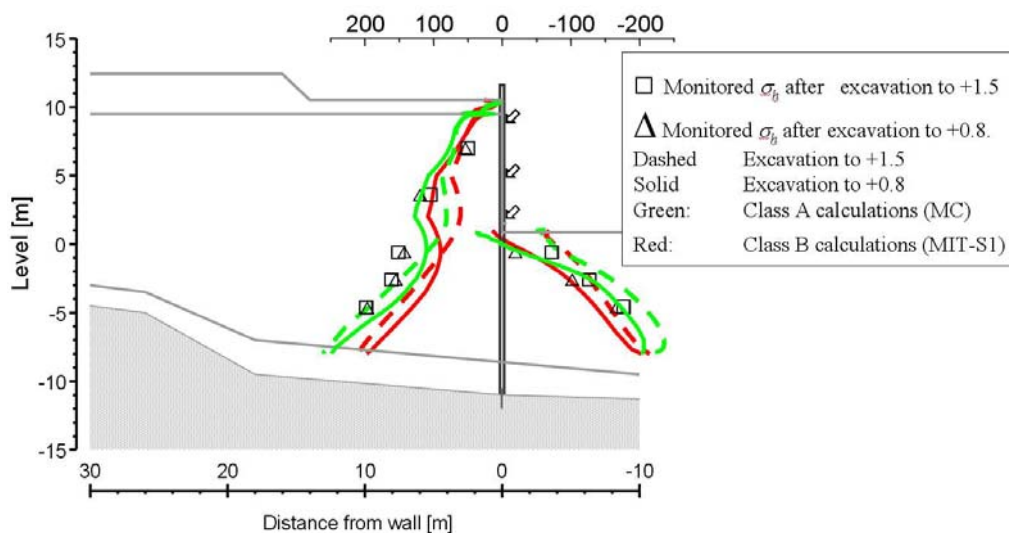 200 100 0 -100 -200
15
10
5
0
-5
-10
-15
Level [m]
□ Monitored σh after excavation to +1.5
Δ Monitored σh after excavation to +0.8.
Dashed Excavation to +1.5
Solid Excavation to +0.8
Green: Class A calculations (MC)
Red: Class B calculations (MIT-S1)
30 20 10 0 -10
Distance from wall [m]